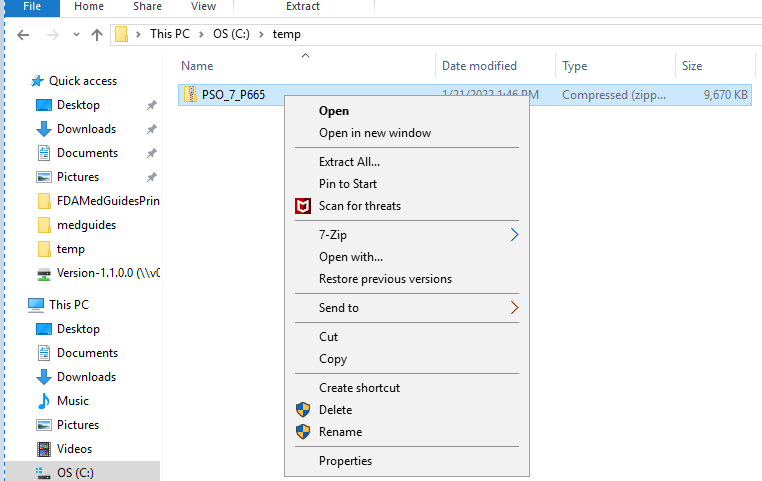 File
Home
Share
View
Extract
This PC
OS (C:)
temp
Name
Date modified
Type
Size
Quick access
Desktop
Downloads
Documents
Pictures
FDAMedGuidesPrin
medguides
temp
Version-1.1.0.0 (\\v0
This PC
Desktop
Documents
Downloads
Music
Pictures
Videos
OS (C:)
PSO_7_P665
1/21/2022 1:46 PM
Compressed (zipp...
9,670 KB
Open
Open in new window
Extract All...
Pin to Start
Scan for threats
7-Zip
Open with...
Restore previous versions
Send to
Cut
Copy
Create shortcut
Delete
Rename
Properties